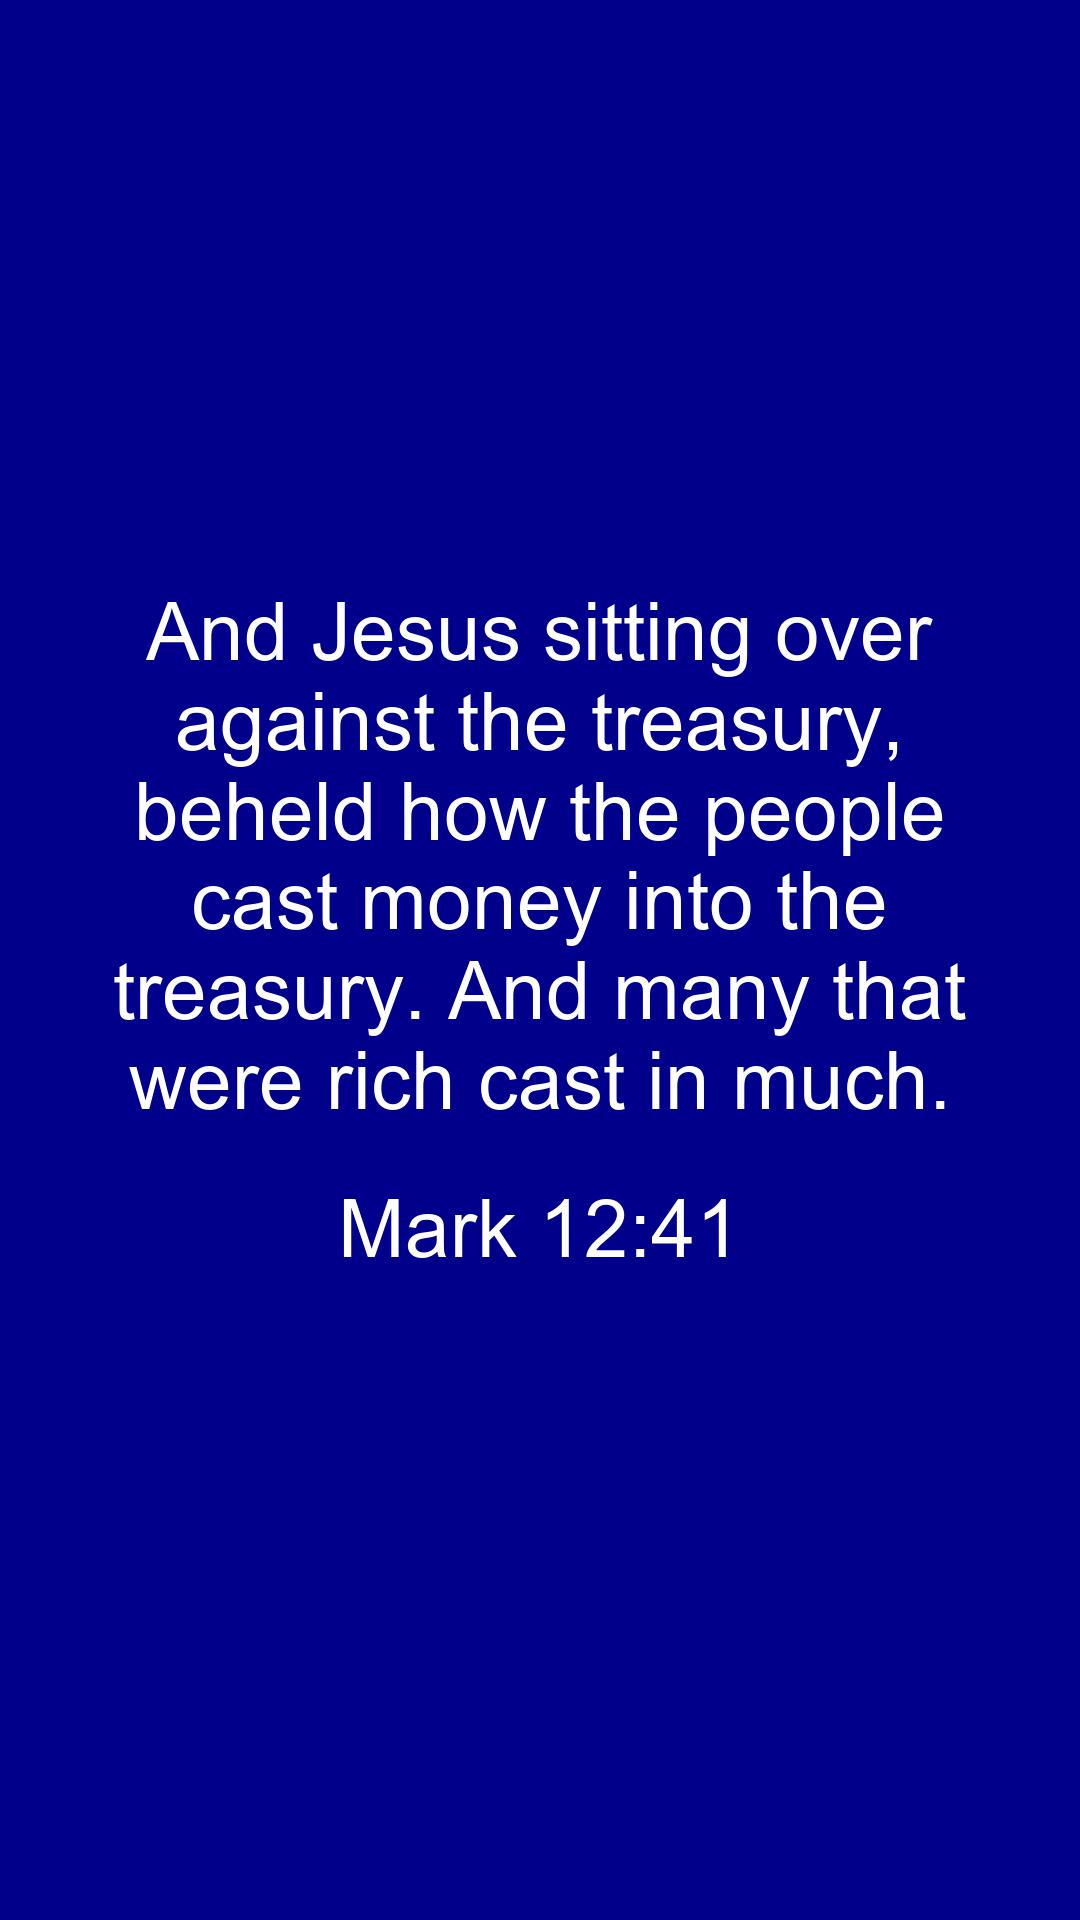 And Jesus sitting over
against the treasury,
beheld how the people
cast money into the
treasury. And many that
were rich cast in much.
Mark 12:41